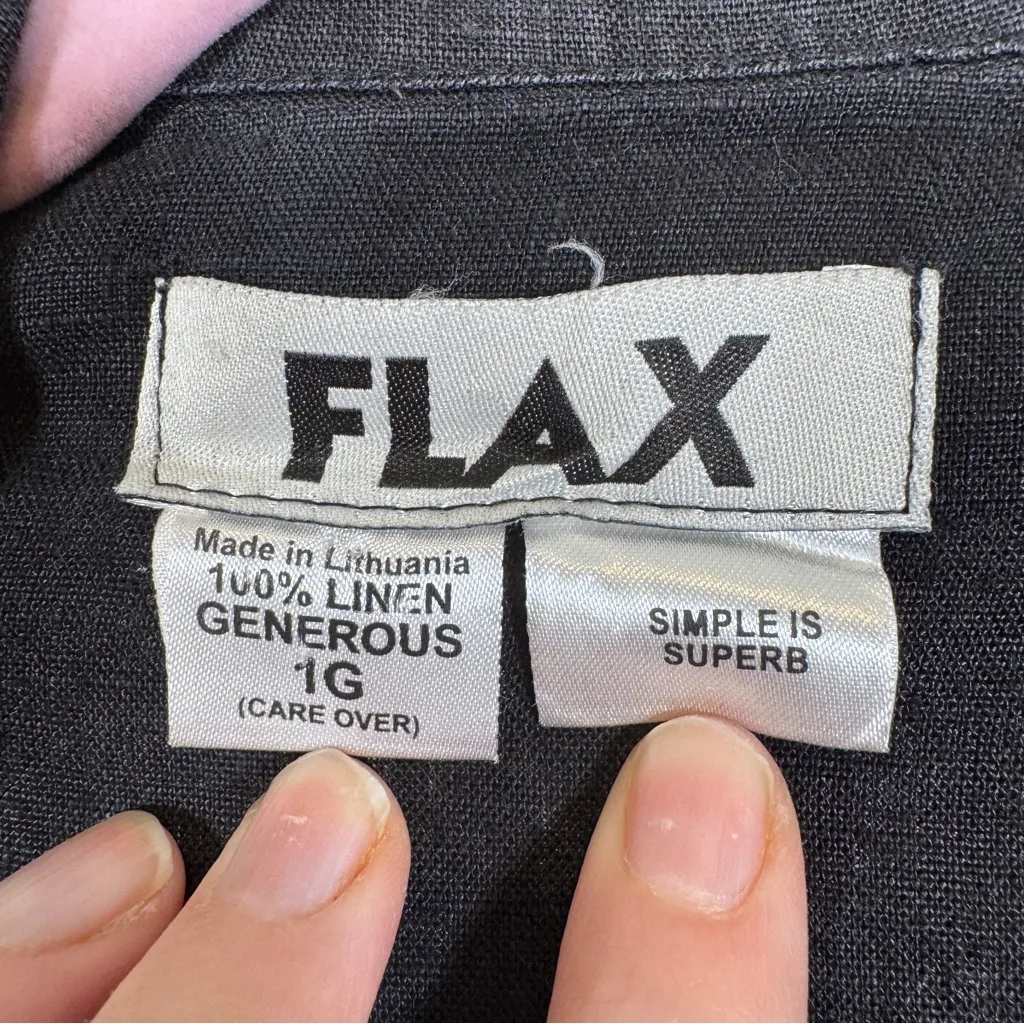 FLAX
Made in Lithuania
100% LINEN
GENEROUS
1G
(CARE OVER)
SIMPLE IS
SUPERB